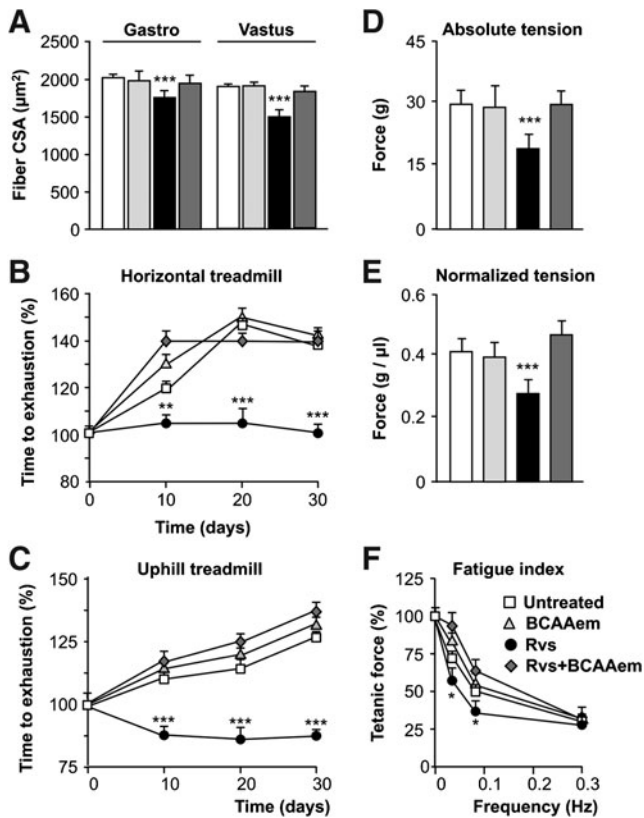 A
Gastro Vastus
Fiber CSA (µm²)
2500
2000
1500
1000
500
0
***
***
B
Horizontal treadmill
Time to exhaustion (%)
160
140
120
100
80
** *** ***
0 10 20 30
Time (days)
C
Uphill treadmill
Time to exhaustion (%)
150
125
100
75
*** *** ***
0 10 20 30
Time (days)
D
Absolute tension
Force (g)
45
30
15
0
***
E
Normalized tension
Force (g / µl)
0.6
0.4
0.2
0
***
F
Fatigue index
Tetanic force (%)
125
100
75
50
25
0
Untreated
BCAAem
Rvs
Rvs+BCAAem
* *
0 0.1 0.2 0.3
Frequency (Hz)